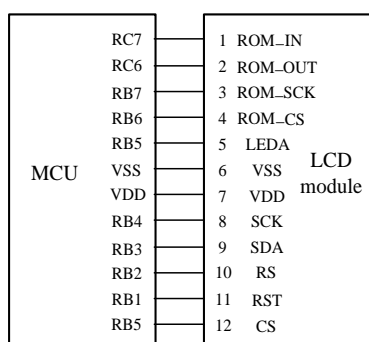 RC7 1 ROM_IN
RC6 2 ROM_OUT
RB7 3 ROM_SCK
RB6 4 ROM_CS
RB5 5 LEDA
MCU VSS 6 VSS LCD
VDD 7 VDD module
RB4 8 SCK
RB3 9 SDA
RB2 10 RS
RB1 11 RST
RB5 12 CS